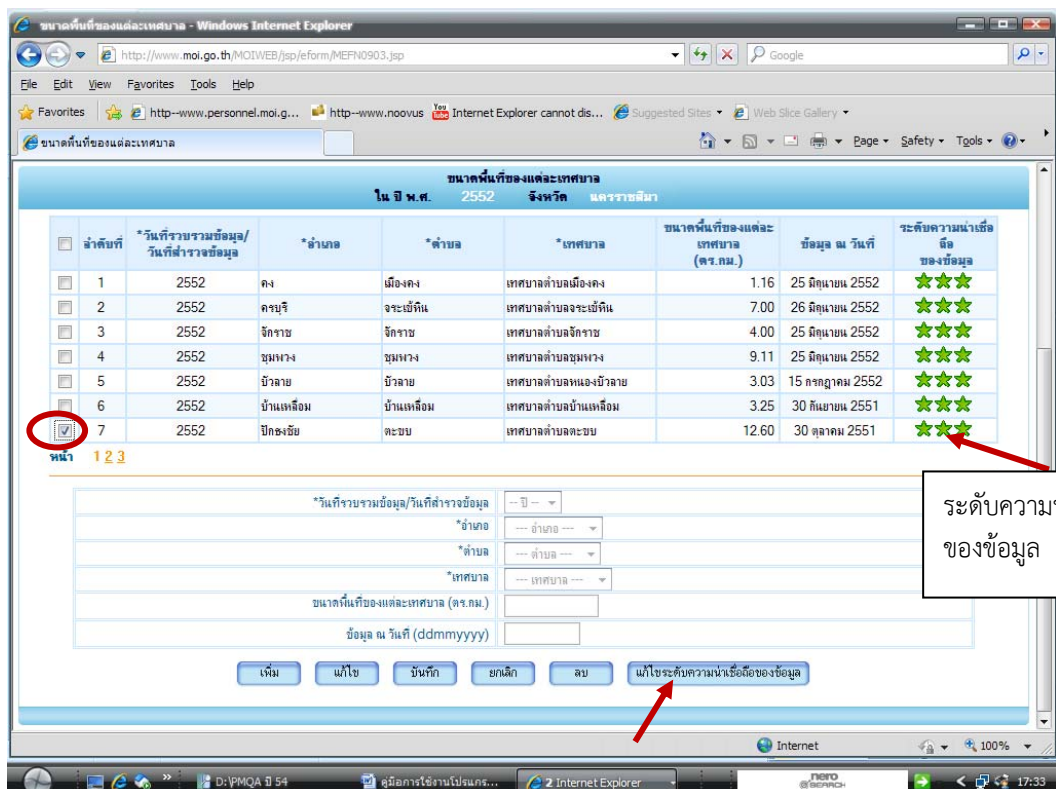 ขนาดพื้นที่ของแต่ละเทศบาล - Windows Internet Explorer
http://www.moi.go.th/MOIWEB/jsp/eform/MEFN0903.jsp
Google
File Edit View Favorites Tools Help
Favorites http--www.personnel.moi.g... http--www.noovus Internet Explorer cannot dis... Suggested Sites Web Slice Gallery
ขนาดพื้นที่ของแต่ละเทศบาล
Page Safety Tools
ขนาดพื้นที่ของแต่ละเทศบาล
ใน ปี พ.ศ. 2552 จังหวัด นครราชสีมา
ลำดับที่ *วันที่รวบรวมข้อมูล/วันที่สำรวจข้อมูล *อำเภอ *ตำบล *เทศบาล ขนาดพื้นที่ของแต่ละเทศบาล (ตร.กม.) ข้อมูล ณ วันที่ ระดับความน่าเชื่อถือของข้อมูล
1 2552 คง เมืองคง เทศบาลตำบลเมืองคง 1.16 25 มิถุนายน 2552
2 2552 ครบุรี จระเข้หิน เทศบาลตำบลจระเข้หิน 7.00 26 มิถุนายน 2552
3 2552 จักราช จักราช เทศบาลตำบลจักราช 4.00 25 มิถุนายน 2552
4 2552 ชุมพวง ชุมพวง เทศบาลตำบลชุมพวง 9.11 25 มิถุนายน 2552
5 2552 บัวลาย บัวลาย เทศบาลตำบลหนองบัวลาย 3.03 15 กรกฎาคม 2552
6 2552 บ้านเหลื่อม บ้านเหลื่อม เทศบาลตำบลบ้านเหลื่อม 3.25 30 กันยายน 2551
7 2552 ปักธงชัย ตะขบ เทศบาลตำบลตะขบ 12.60 30 ตุลาคม 2551
หน้า 1 2 3
ระดับความ
ของข้อมูล
*วันที่รวบรวมข้อมูล/วันที่สำรวจข้อมูล -- ปี --
*อำเภอ --- อำเภอ ---
*ตำบล --- ตำบล ---
*เทศบาล --- เทศบาล ---
ขนาดพื้นที่ของแต่ละเทศบาล (ตร.กม.)
ข้อมูล ณ วันที่ (ddmmyyyy)
เพิ่ม แก้ไข บันทึก ยกเลิก ลบ แก้ไขระดับความน่าเชื่อถือของข้อมูล
Internet 100%
D:\PMQA ปี 54 คู่มือการใช้งานโปรแกร... 2 Internet Explorer nero SEARCH 17:33